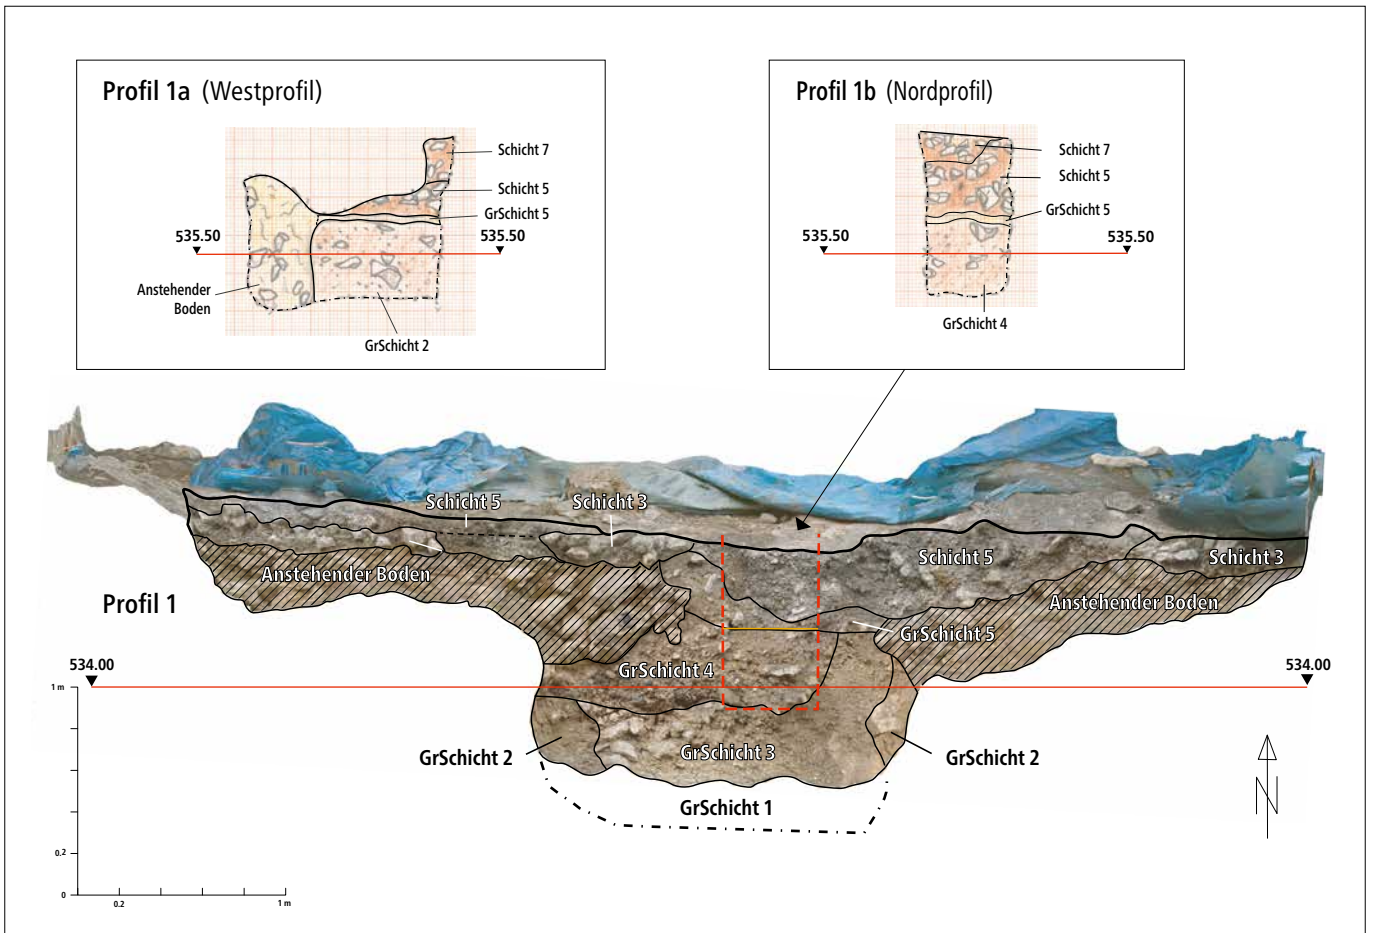 Profil 1a (Westprofil)
Schicht 7
Schicht 5
GrSchicht 5
535.50
535.50
Anstehender
Boden
GrSchicht 2
Profil 1b (Nordprofil)
Schicht 7
Schicht 5
GrSchicht 5
535.50
535.50
GrSchicht 4
Schicht 5
Schicht 3
Schicht 5
Schicht 3
Anstehender Boden
Anstehender Boden
Profil 1
GrSchicht 5
534.00
GrSchicht 4
534.00
1 m
GrSchicht 2
GrSchicht 3
GrSchicht 2
GrSchicht 1
N
0.2
0
0.2
1 m